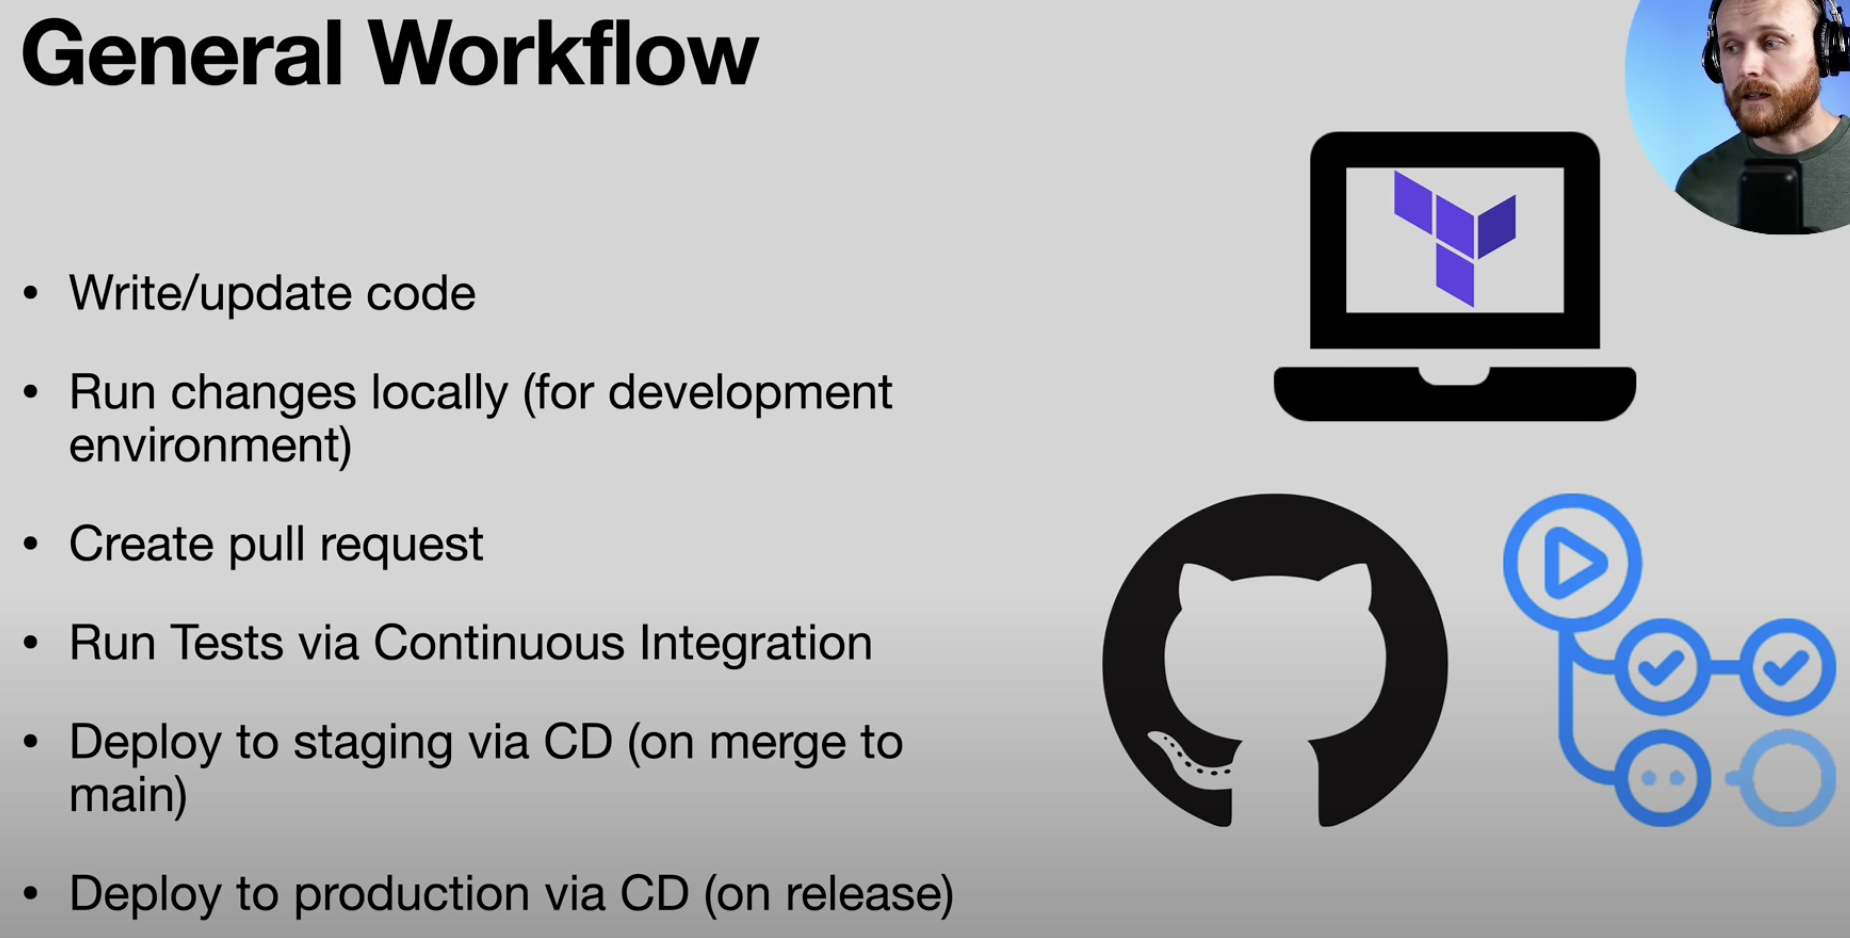 General Workflow
• Write/update code
• Run changes locally (for development
environment)
• Create pull request
• Run Tests via Continuous Integration
• Deploy to staging via CD (on merge to
main)
• Deploy to production via CD (on release)